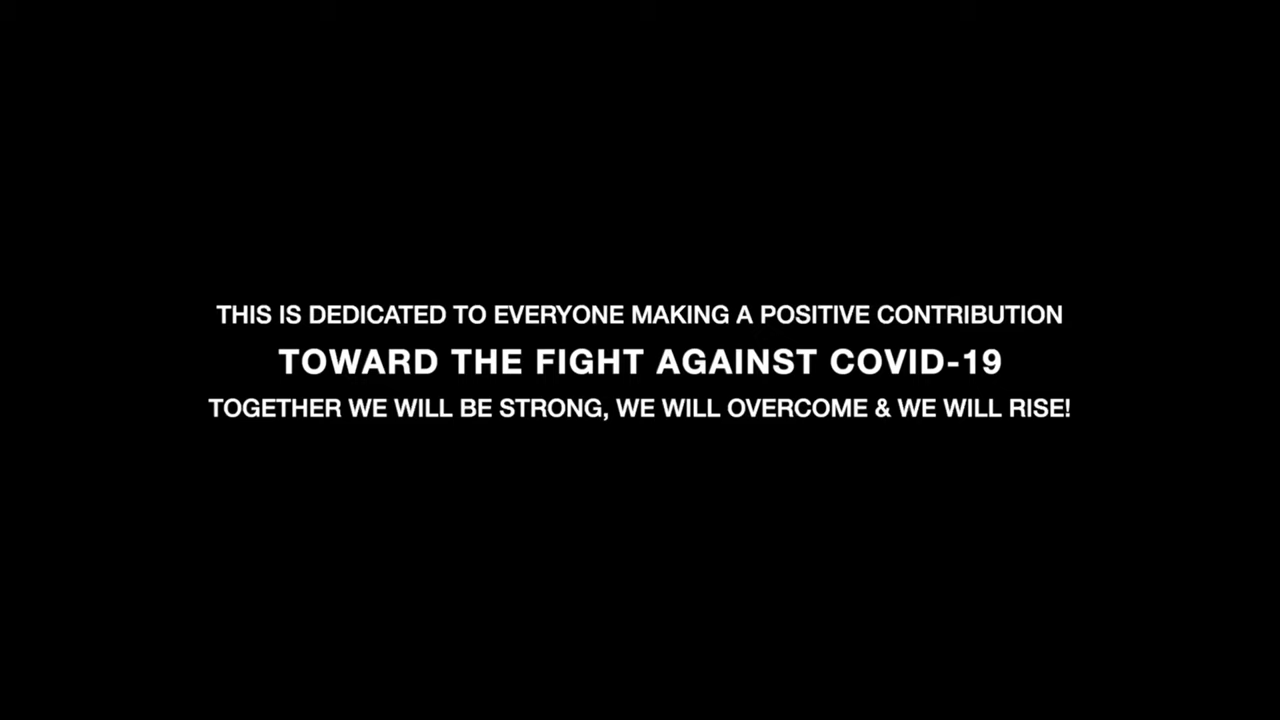 THIS IS DEDICATED TO EVERYONE MAKING A POSITIVE CONTRIBUTION
TOWARD THE FIGHT AGAINST COVID-19
TOGETHER WE WILL BE STRONG, WE WILL OVERCOME & WE WILL RISE!